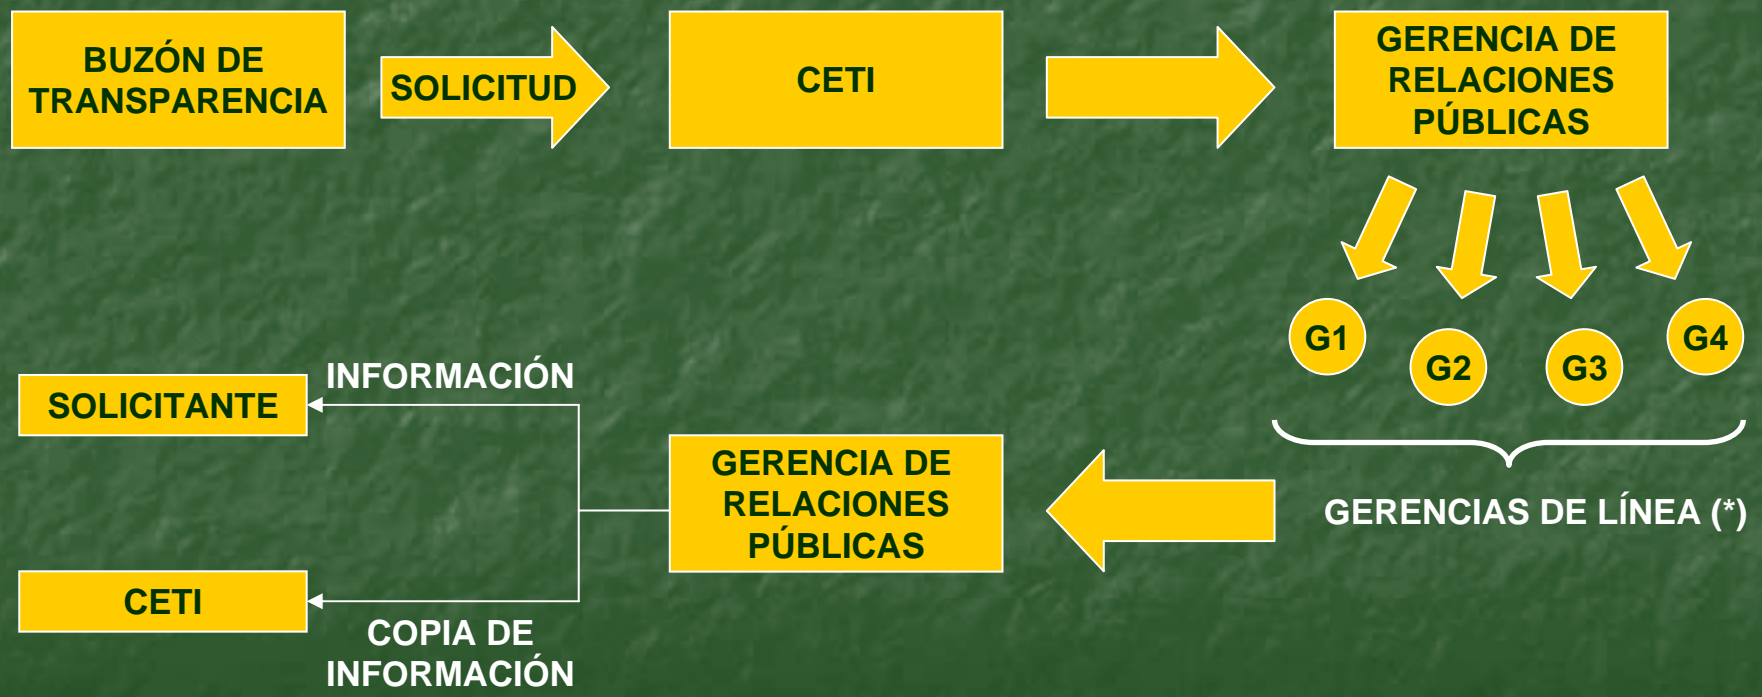 BUZÓN DE
TRANSPARENCIA
SOLICITUD
CETI
GERENCIA DE
RELACIONES
PÚBLICAS
G1
G2
G3
G4
GERENCIAS DE LÍNEA (*)
GERENCIA DE
RELACIONES
PÚBLICAS
INFORMACIÓN
SOLICITANTE
CETI
COPIA DE
INFORMACIÓN